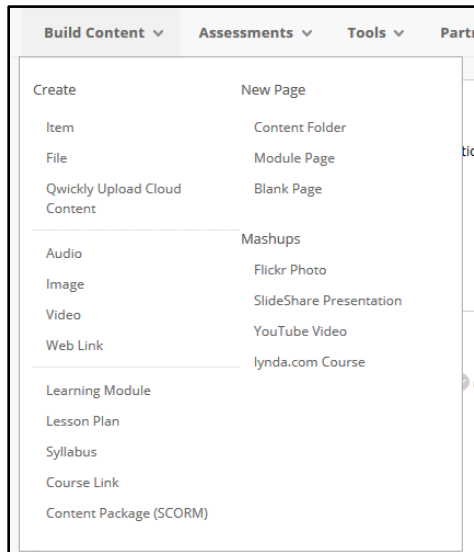 Build Content
Assessments
Tools
Create
Item
File
Qwickly Upload Cloud
Content
Audio
Image
Video
Web Link
Learning Module
Lesson Plan
Syllabus
Course Link
Content Package (SCORM)
New Page
Content Folder
Module Page
Blank Page
Mashups
Flickr Photo
SlideShare Presentation
YouTube Video
lynda.com Course